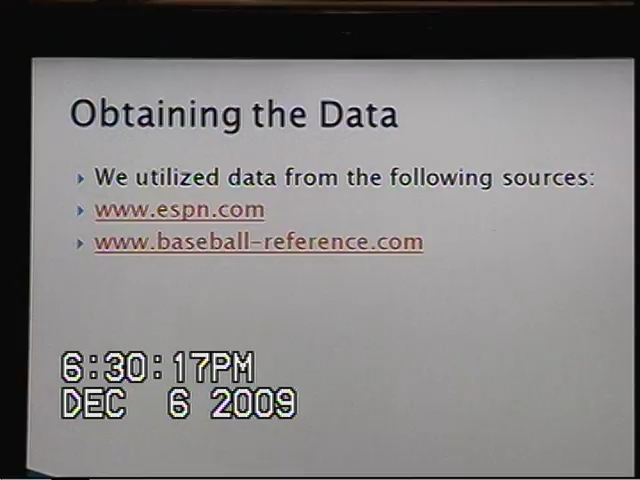 Obtaining the Data
We utilized data from the following sources:
www.espn.com
www.baseball-reference.com
6:30:17PM
DEC 6 2009